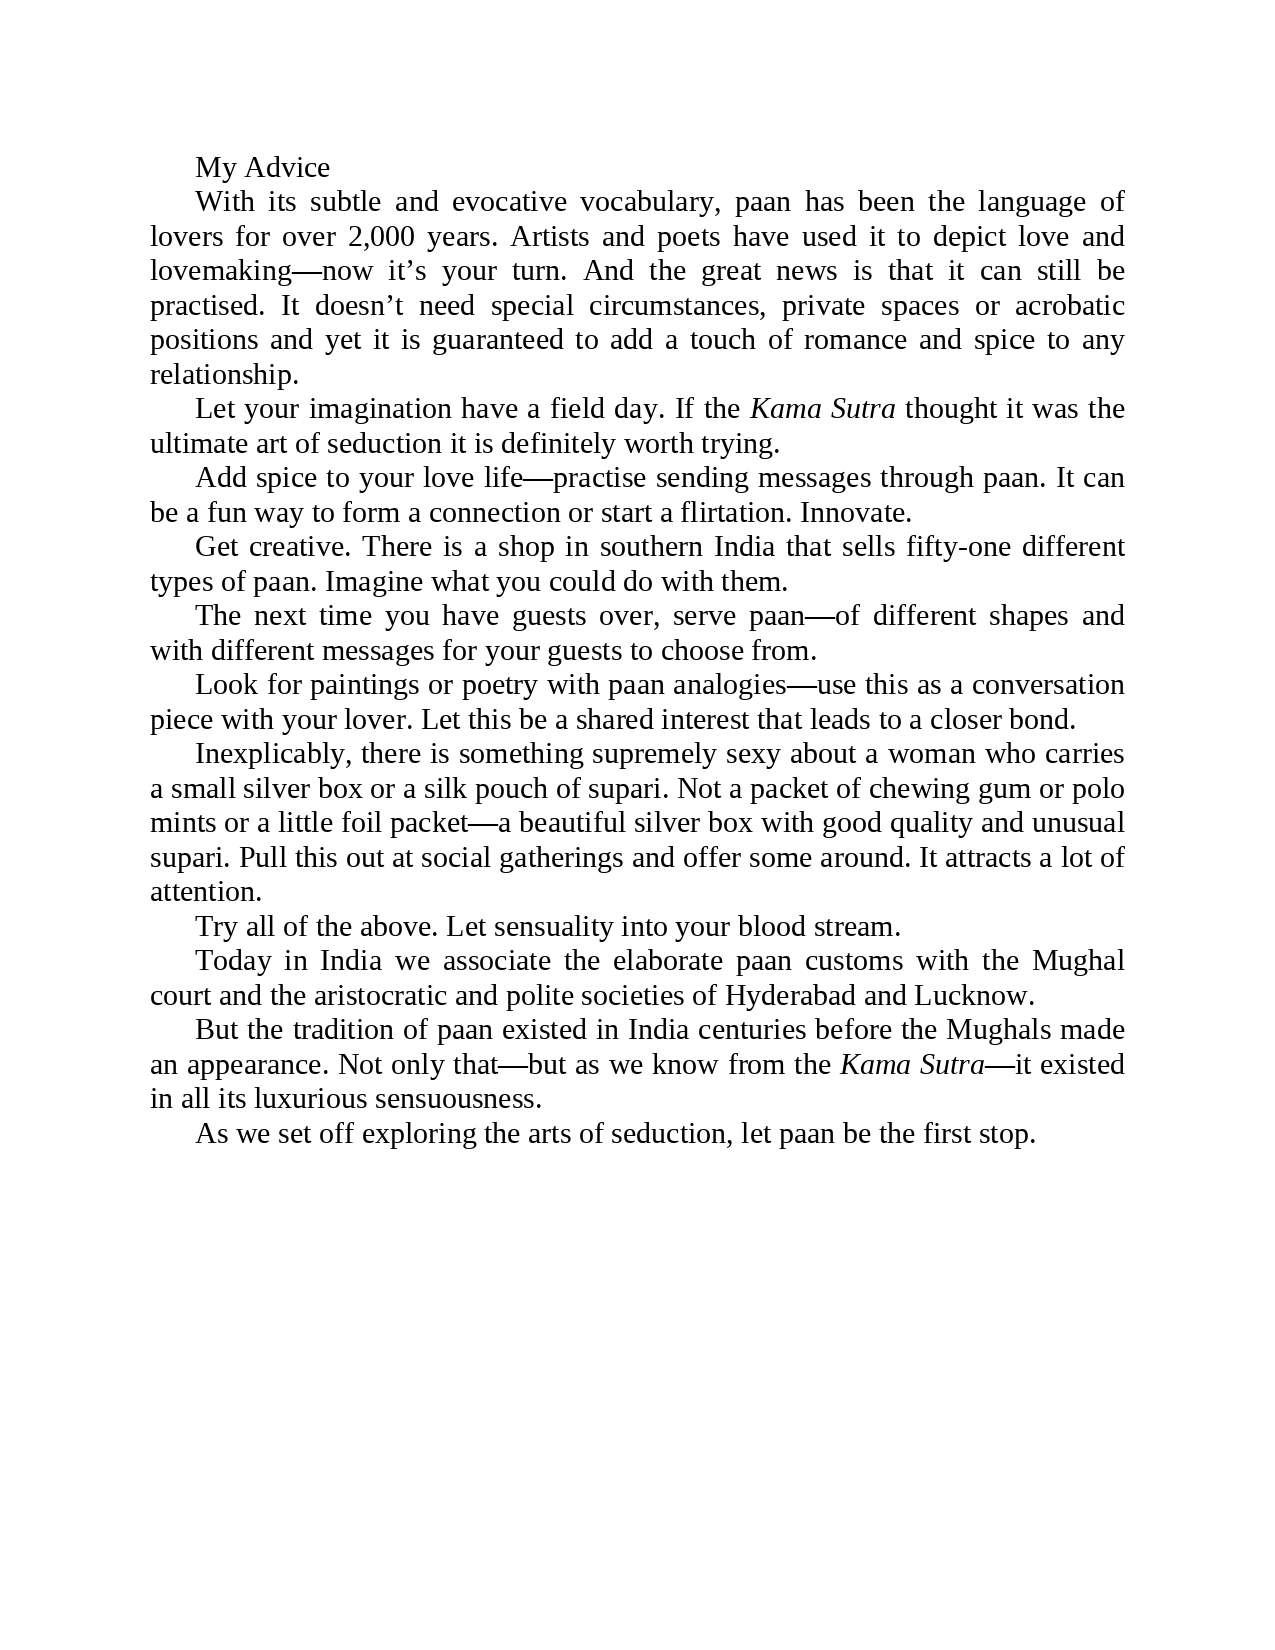 My Advice
With its subtle and evocative vocabulary, paan has been the language of
lovers for over 2,000 years. Artists and poets have used it to depict love and
lovemaking—now it’s your turn. And the great news is that it can still be
practised. It doesn’t need special circumstances, private spaces or acrobatic
positions and yet it is guaranteed to add a touch of romance and spice to any
relationship.
Let your imagination have a field day. If the Kama Sutra thought it was the
ultimate art of seduction it is definitely worth trying.
Add spice to your love life—practise sending messages through paan. It can
be a fun way to form a connection or start a flirtation. Innovate.
Get creative. There is a shop in southern India that sells fifty-one different
types of paan. Imagine what you could do with them.
The next time you have guests over, serve paan—of different shapes and
with different messages for your guests to choose from.
Look for paintings or poetry with paan analogies—use this as a conversation
piece with your lover. Let this be a shared interest that leads to a closer bond.
Inexplicably, there is something supremely sexy about a woman who carries
a small silver box or a silk pouch of supari. Not a packet of chewing gum or polo
mints or a little foil packet—a beautiful silver box with good quality and unusual
supari. Pull this out at social gatherings and offer some around. It attracts a lot of
attention.
Try all of the above. Let sensuality into your blood stream.
Today in India we associate the elaborate paan customs with the Mughal
court and the aristocratic and polite societies of Hyderabad and Lucknow.
But the tradition of paan existed in India centuries before the Mughals made
an appearance. Not only that—but as we know from the Kama Sutra—it existed
in all its luxurious sensuousness.
As we set off exploring the arts of seduction, let paan be the first stop.